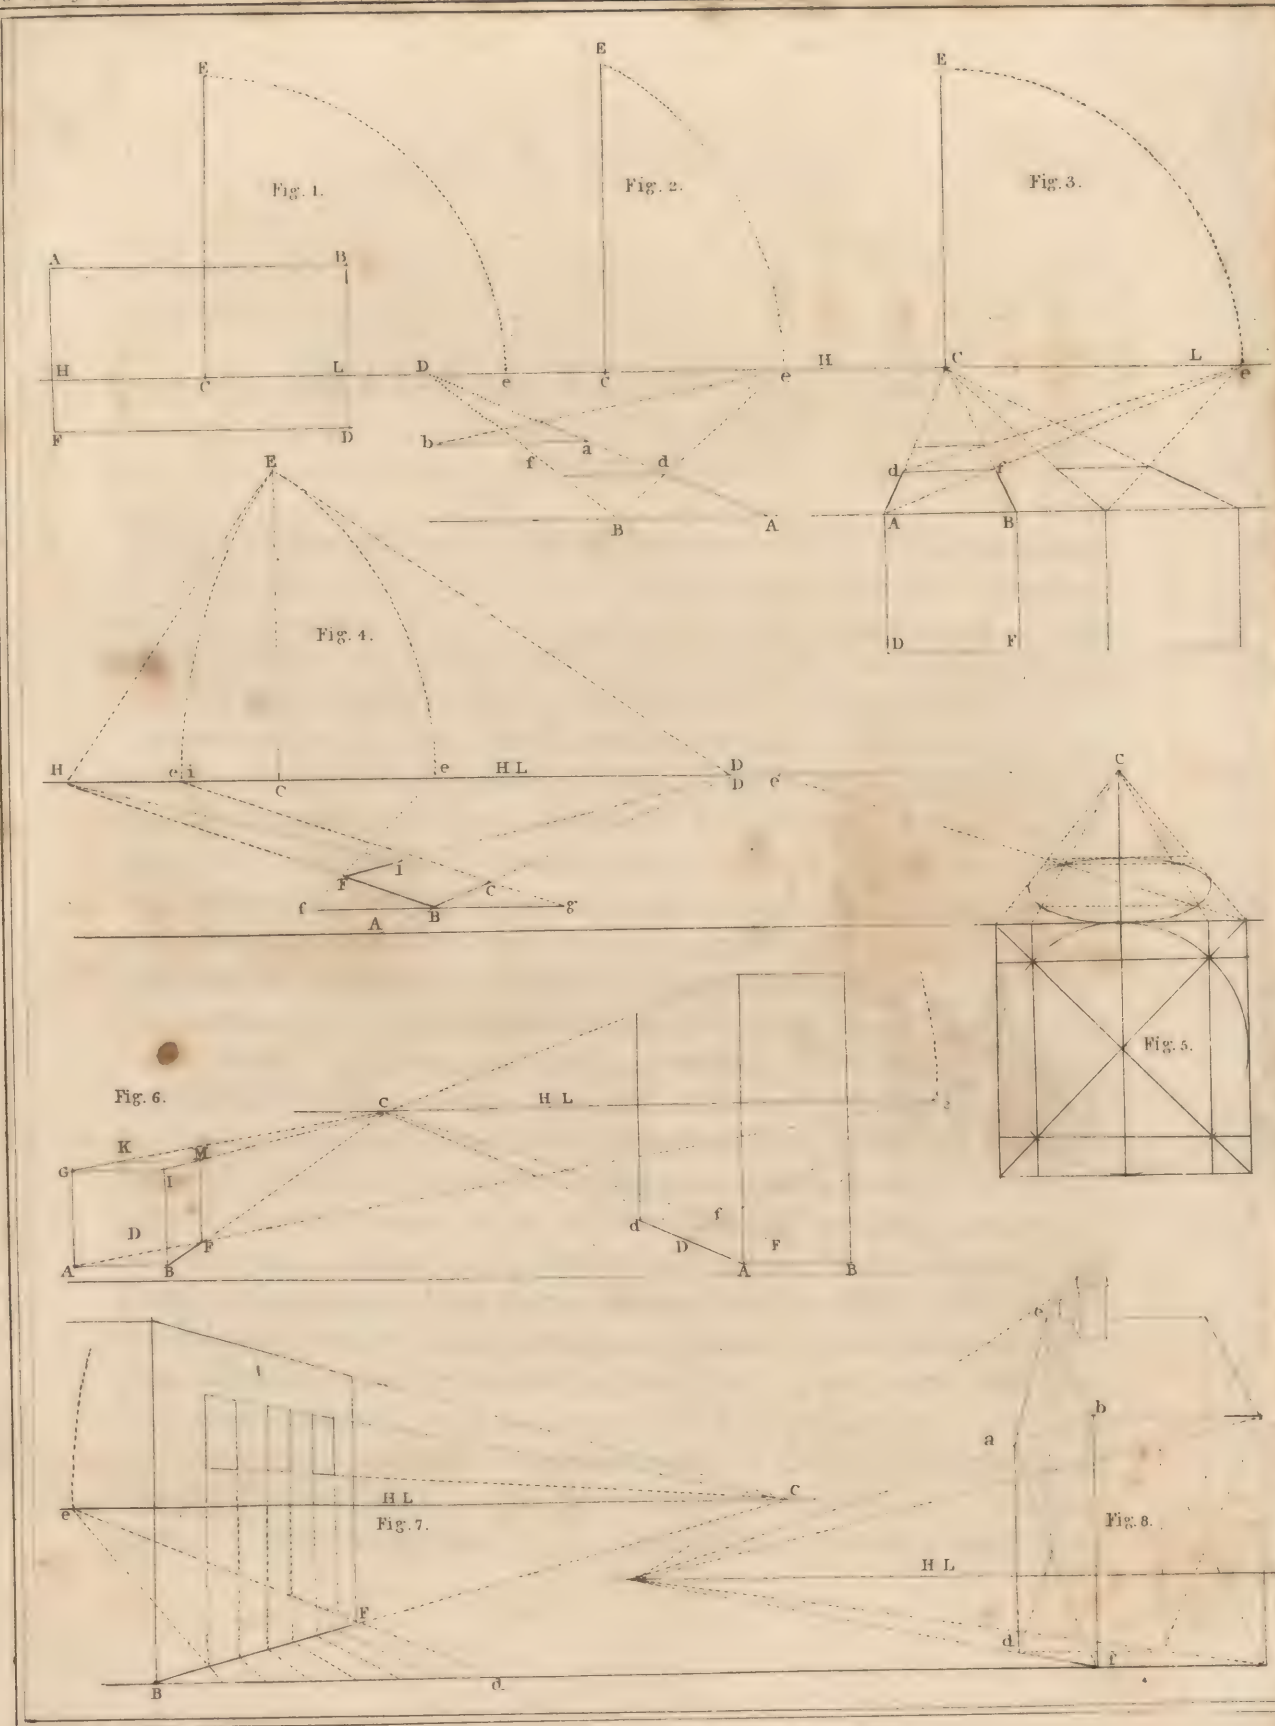 E
E
E
Fig. 1.
Fig. 2.
Fig. 3.
A B
H C L D e C e H C L e
F D
b a
f d
d f
B A
A B
D F
E
Fig. 4.
H e i C e H L D
D e
C
F i C
f A B g
Fig. 5.
Fig. 6.
C H L
G K M
I
D F
A B
d f
D F
A B
e
a b
e H L C
Fig. 7.
Fig. 8.
H L
F
d f
B d